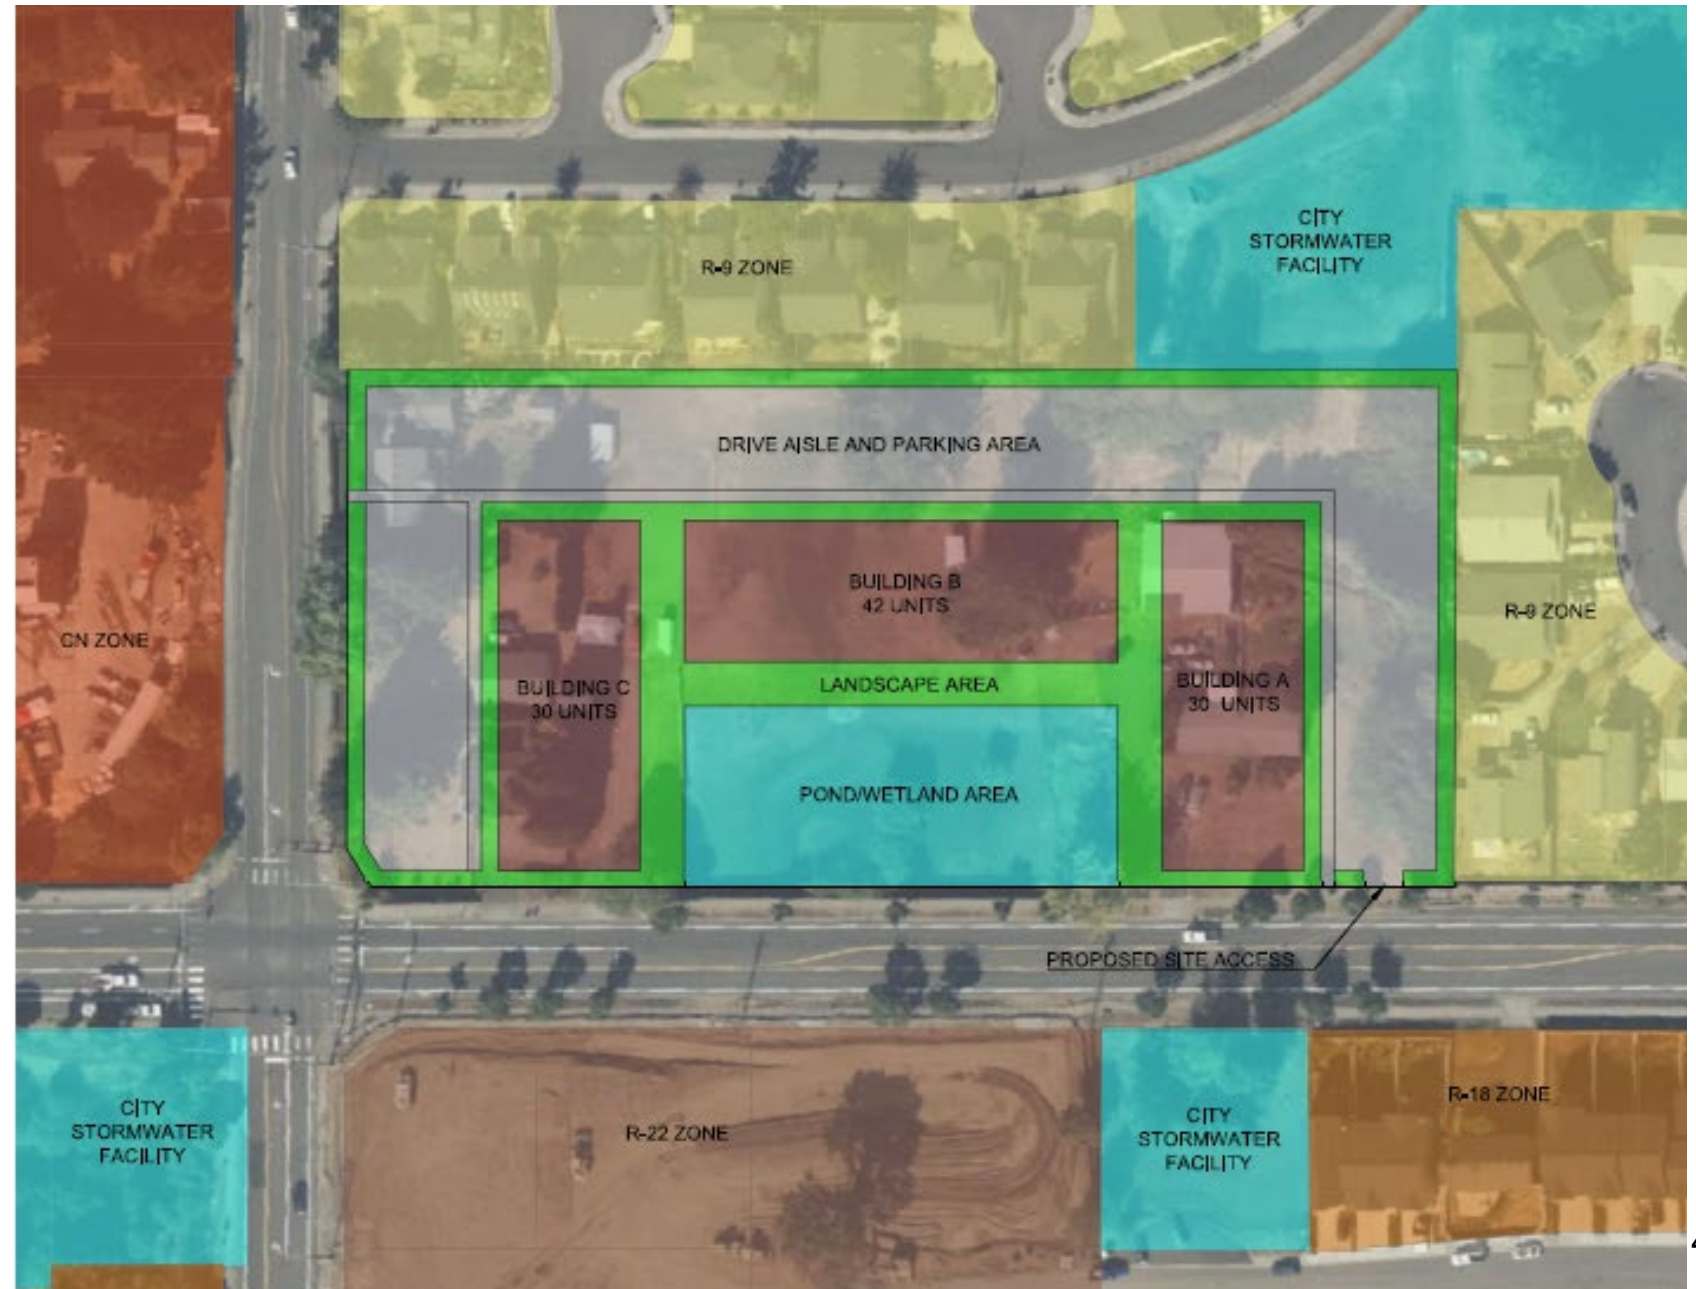 CITY
STORMWATER
FACILITY
R-9 ZONE
DRIVE AISLE AND PARKING AREA
BUILDING B
42 UNITS
R-9 ZONE
CN ZONE
BUILDING C
30 UNITS
LANDSCAPE AREA
BUILDING A
30 UNITS
POND/WETLAND AREA
PROPOSED SITE ACCESS
CITY
STORMWATER
FACILITY
R-22 ZONE
CITY
STORMWATER
FACILITY
R-18 ZONE